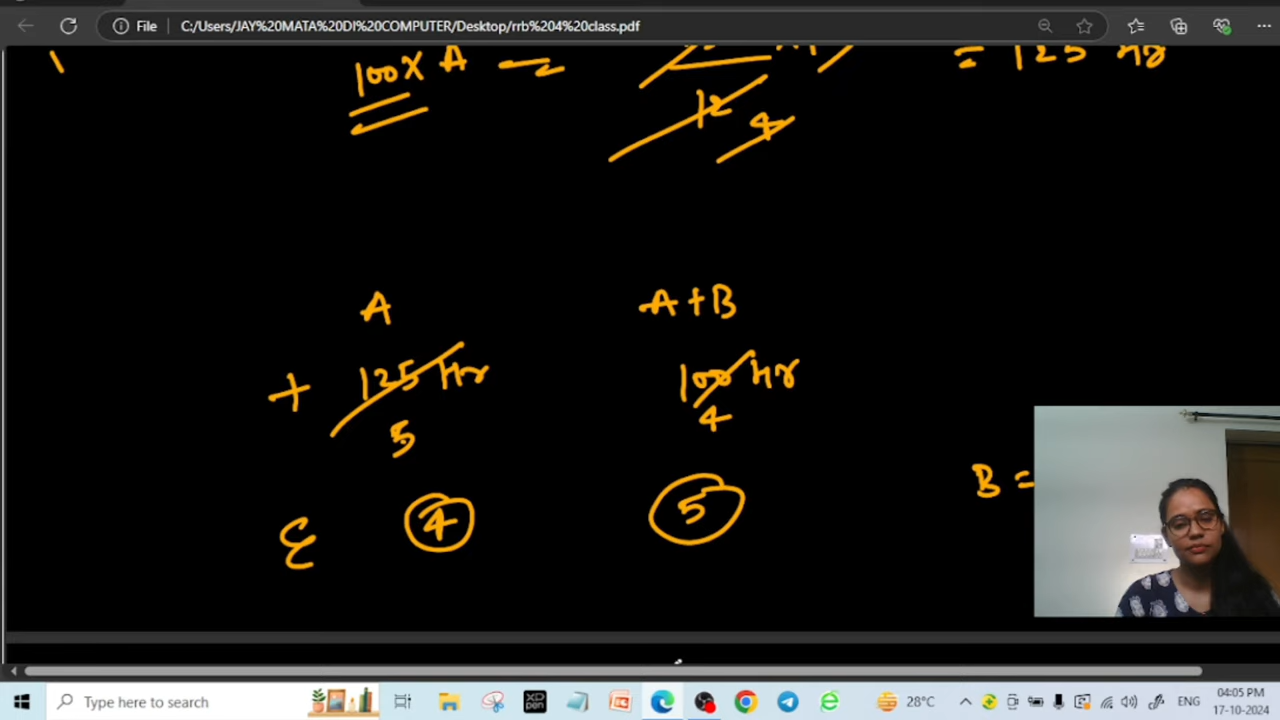 File C:/Users/JAY%20MATA%20DI%20COMPUTER/Desktop/rrb%204%20class.pdf
100x A = = 125 Hr
12
4
A A+B
+ 125 Hr 100 Hr
5 4
B =
E 4 5
Type here to search 28°C ENG 04:05 PM
17-10-2024